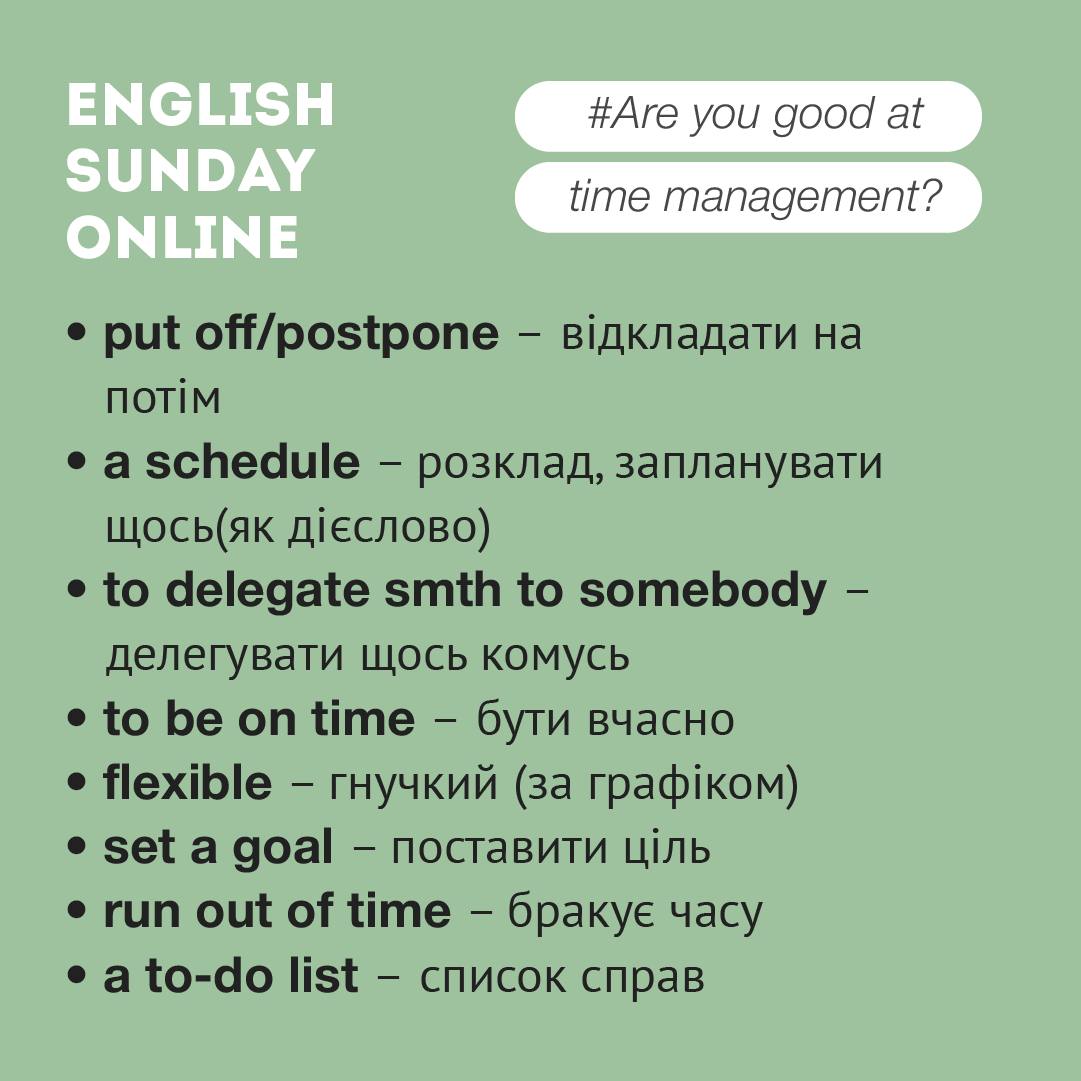 ENGLISH
SUNDAY
ONLINE
#Are you good at
time management?
• put off/postpone – відкладати на
потім
• a schedule – розклад, запланувати
щось(як дієслово)
• to delegate smth to somebody –
делегувати щось комусь
• to be on time – бути вчасно
• flexible – гнучкий (за графіком)
• set a goal – поставити ціль
• run out of time – бракує часу
• a to-do list – список справ